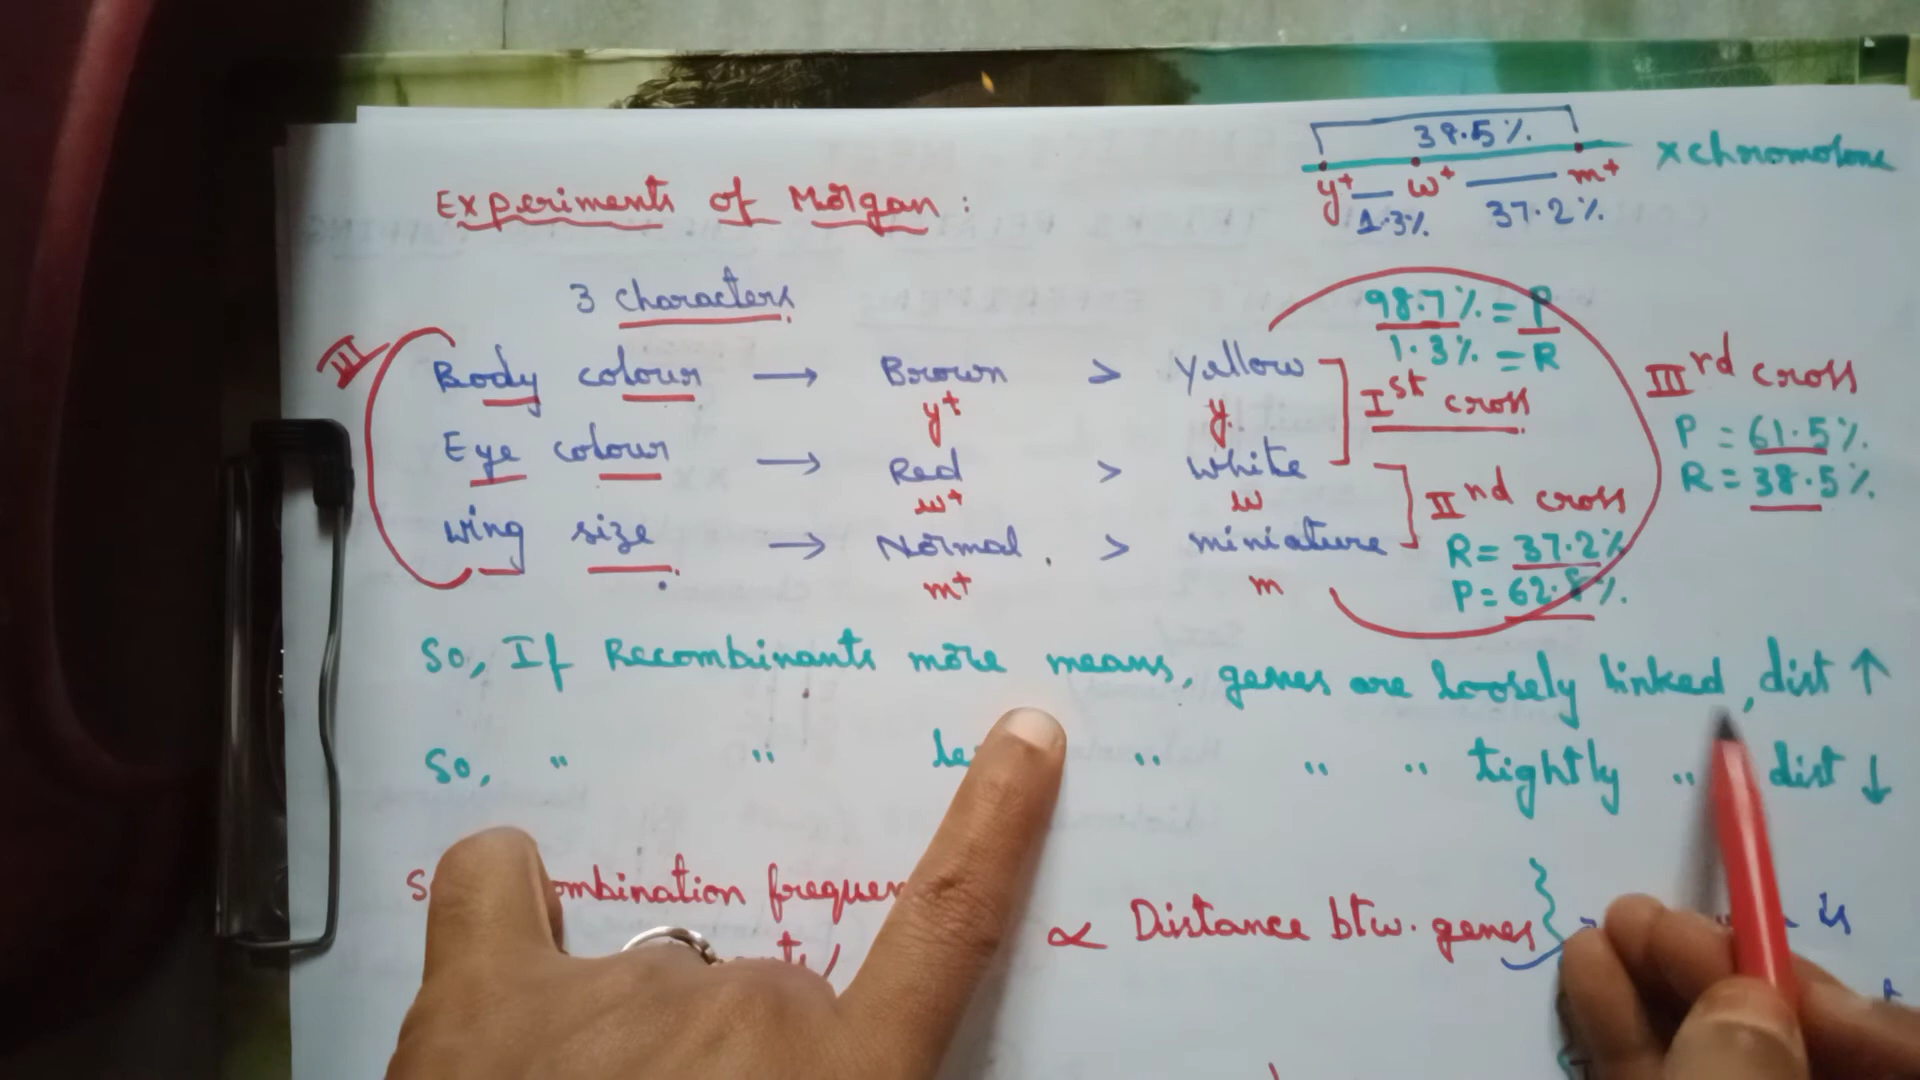 39.5%
x chromosome
y+ w+ m+
1.3% 37.2%
Experiments of Morgan :
3 characters
98.7% = P
1.3% = R
III
Body colour → Brown > yellow
y+ y
Ist cross
IIIrd cross
P = 61.5%
R = 38.5%
Eye colour → Red > white
w+ w
IInd cross
wing size → Normal . > miniature
m+ m
R = 37.2%
P = 62.8%
So, If Recombinants more means, genes are loosely linked, dist ↑
So, " " " " " tightly " dist ↓
∝ Distance btw. genes
is